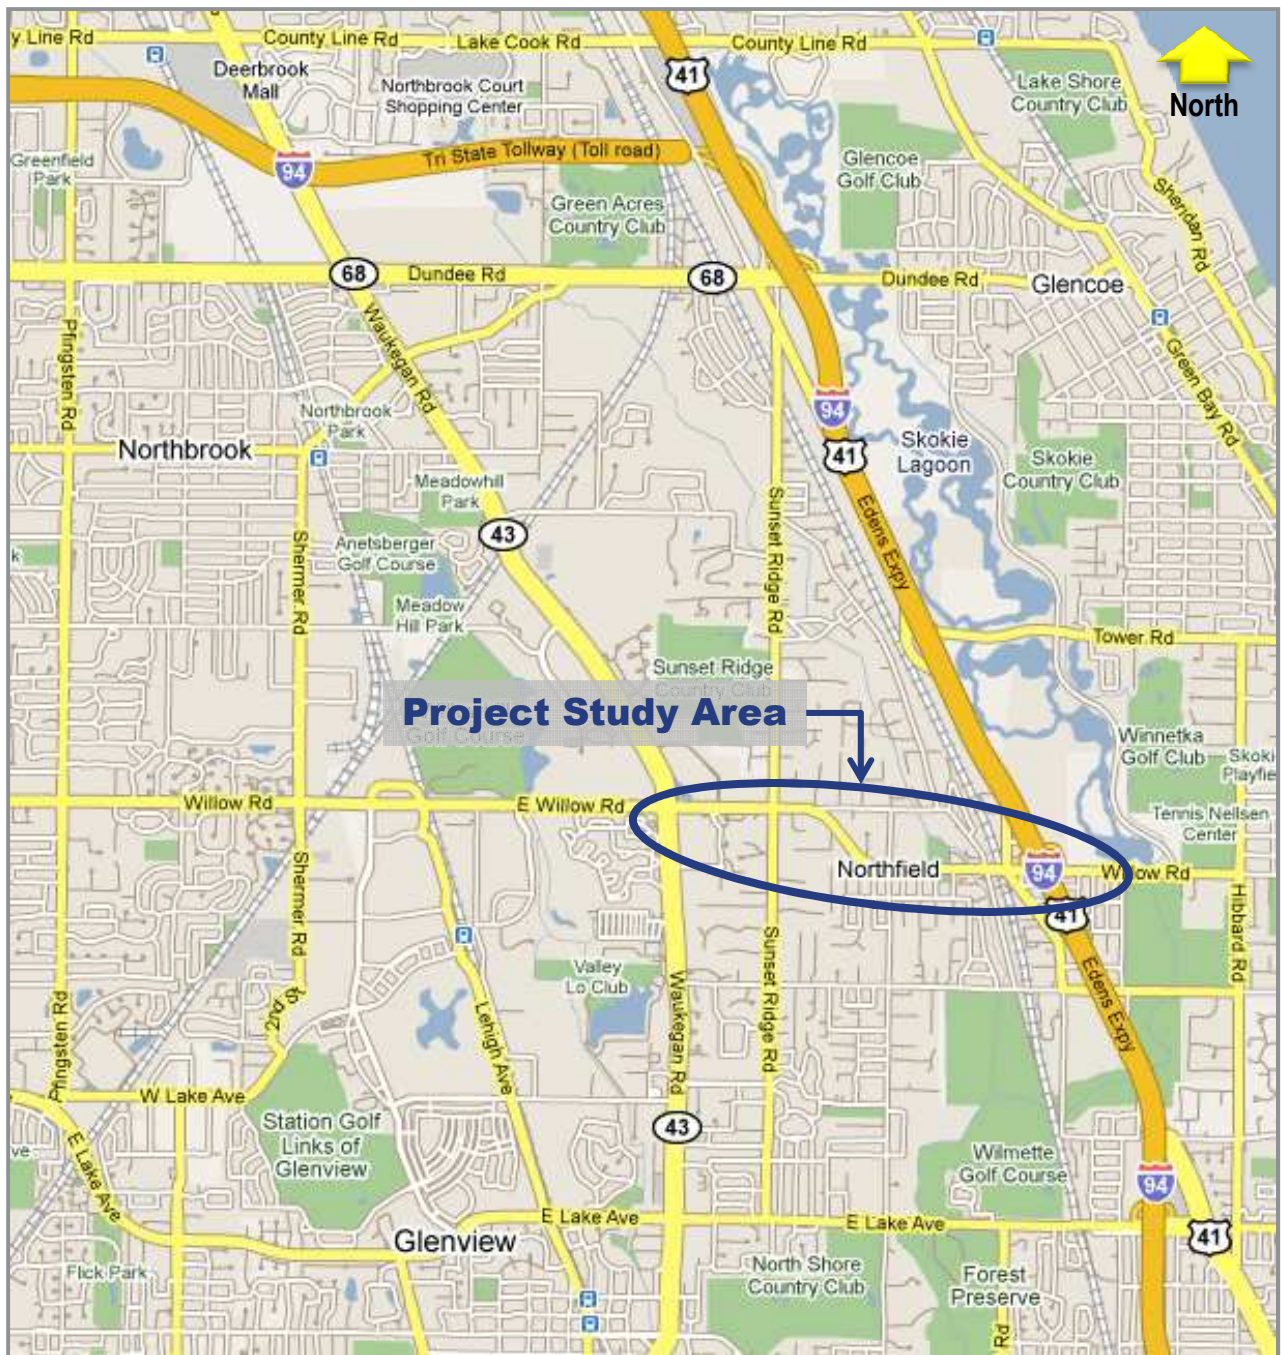 y Line Rd
County Line Rd
Lake Cook Rd
County Line Rd
41
North
Deerbrook
Mall
Northbrook Court
Shopping Center
Lake Shore
Country Club
Greenfield
Park
94
Tri State Tollway (Toll road)
Glencoe
Golf Club
Sheridan Rd
Green Acres
Country Club
68
Dundee Rd
68
Dundee Rd
Glencoe
Pfingsten Rd
Waukegan Rd
Green Bay Rd
Northbrook
Park
94
Northbrook
41
Skokie
Lagoon
Skokie
Country Club
Meadowhill
Park
Sunset Ridge Rd
Edens Expy
43
Shermer Rd
Anetsberger
Golf Course
k
Meadow
Hill Park
Tower Rd
Sunset Ridge
Country Club
Project Study Area
Golf Course
Winnetka
Golf Club
Skoki
Playfie
Willow Rd
E Willow Rd
Tennis Neilsen
Center
Shermer Rd
Northfield
94
Willow Rd
41
Hibbard Rd
Sunset Ridge Rd
Valley
Lo Club
Waukegan Rd
Edens Expy
2nd St
Lehigh Ave
Pfingsten Rd
W Lake Ave
Station Golf
Links of
Glenview
43
E Lake Ave
ve
Wilmette
Golf Course
94
E Lake Ave
E Lake Ave
41
Glenview
Flick Park
North Shore
Country Club
Forest
Preserve
Rd